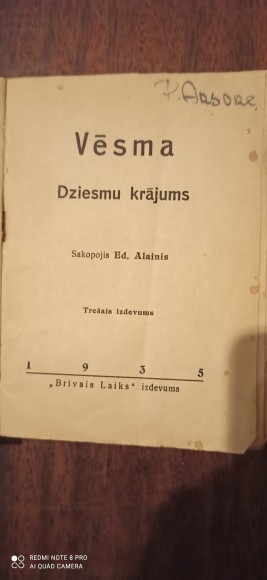 P. Arbore
Vēsma
Dziesmu krājums
Sakopojis Ed. Alainis
Trešais izdevums
1 9 3 5
„Brīvais Laiks“ izdevums
REDMI NOTE 8 PRO
AI QUAD CAMERA